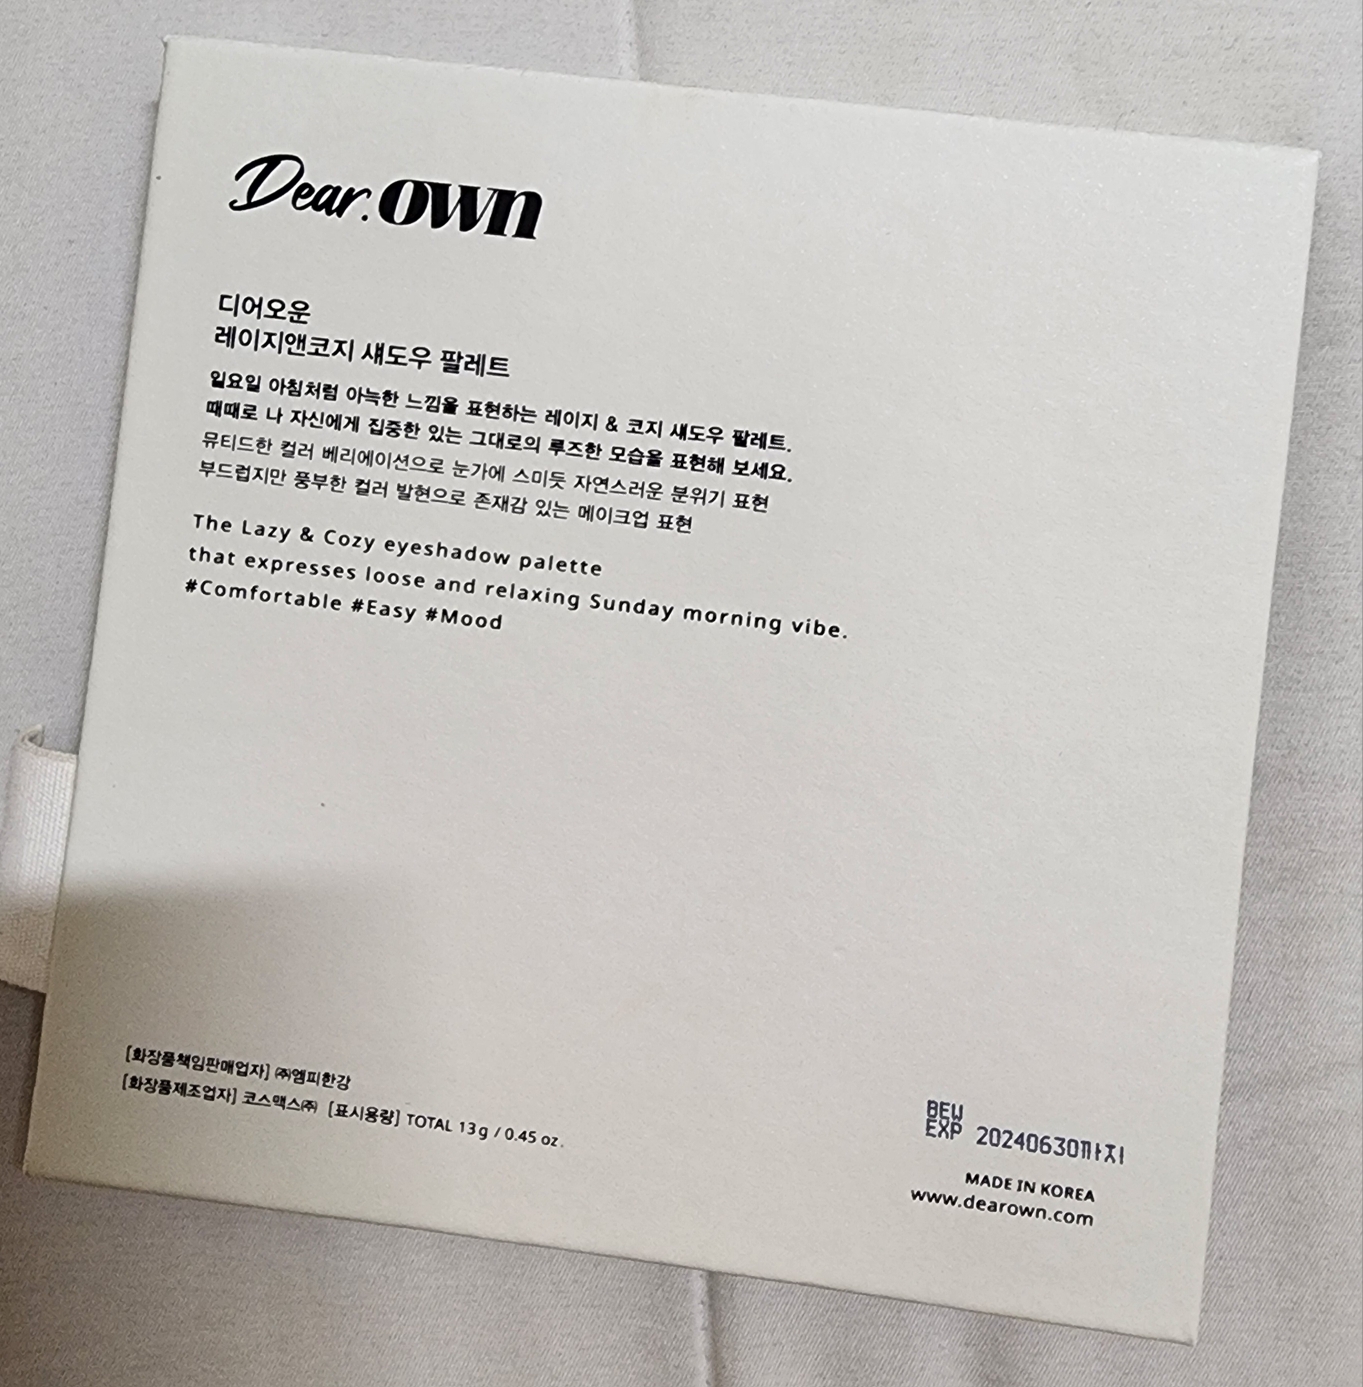 Dear.own
디어오운
레이지앤코지 섀도우 팔레트
일요일 아침처럼 아늑한 느낌을 표현하는 레이지 & 코지 섀도우 팔레트.
때때로 나 자신에게 집중한 있는 그대로의 루즈한 모습을 표현해 보세요.
뮤티드한 컬러 베리에이션으로 눈가에 스미듯 자연스러운 분위기 표현
부드럽지만 풍부한 컬러 발현으로 존재감 있는 메이크업 표현
The Lazy & Cozy eyeshadow palette
that expresses loose and relaxing Sunday morning vibe.
#Comfortable #Easy #Mood
[화장품책임판매업자] ㈜엠피한강
[화장품제조업자] 코스맥스㈜ [표시용량] TOTAL 13g / 0.45 oz.
BEW
EXP 20240630까지
MADE IN KOREA
www.dearown.com